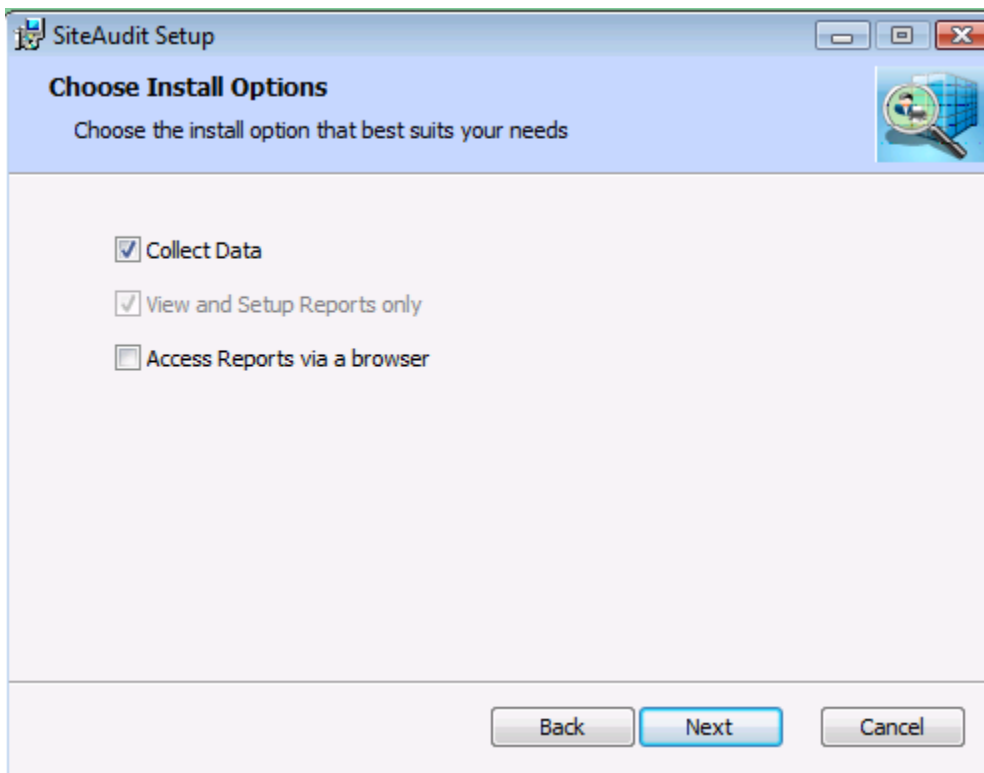 SiteAudit Setup
Choose Install Options
Choose the install option that best suits your needs
Collect Data
View and Setup Reports only
Access Reports via a browser
Back Next Cancel